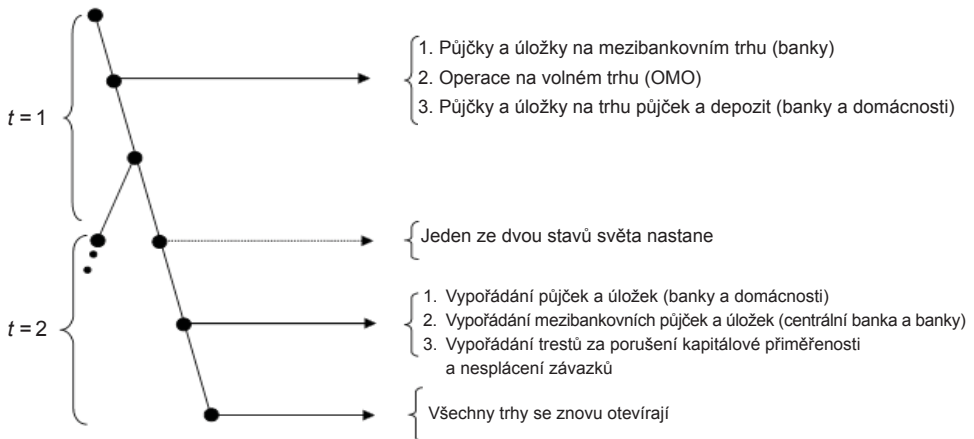 1. Půjčky a úložky na mezibankovním trhu (banky)
2. Operace na volném trhu (OMO)
3. Půjčky a úložky na trhu půjček a depozit (banky a domácnosti)
t = 1
Jeden ze dvou stavů světa nastane
1. Vypořádání půjček a úložek (banky a domácnosti)
2. Vypořádání mezibankovních půjček a úložek (centrální banka a banky)
t = 2
3. Vypořádání trestů za porušení kapitálové přiměřenosti
a nesplácení závazků
Všechny trhy se znovu otevírají